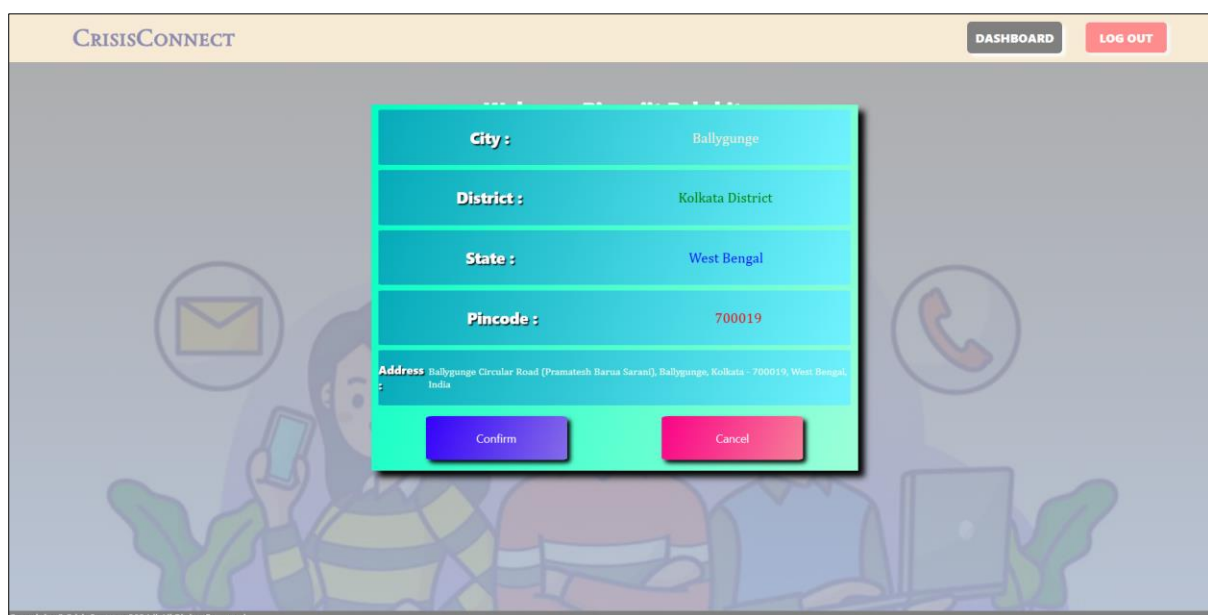 CRISISCONNECT
DASHBOARD
LOG OUT
City :
Ballygunge
District :
Kolkata District
State :
West Bengal
Pincode :
700019
Address
:
Ballygunge Circular Road (Pramatesh Barua Sarani), Ballygunge, Kolkata - 700019, West Bengal,
India
Confirm
Cancel